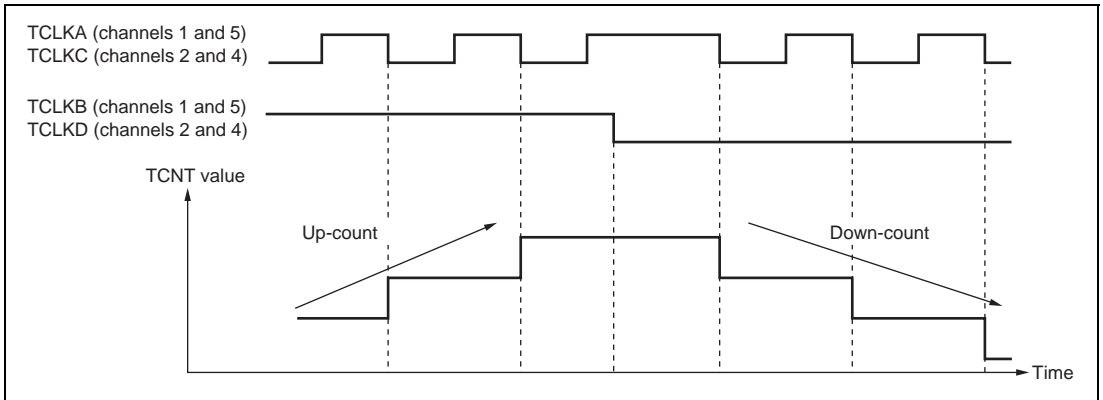 TCLKA (channels 1 and 5)
TCLKC (channels 2 and 4)
TCLKB (channels 1 and 5)
TCLKD (channels 2 and 4)
TCNT value
Up-count
Down-count
Time